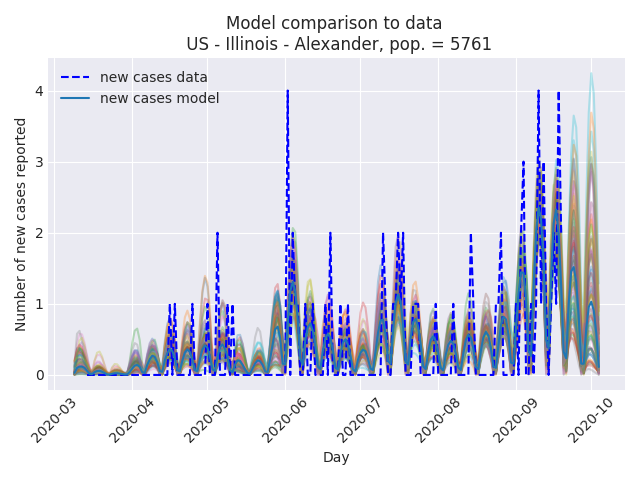 Model comparison to data
US - Illinois - Alexander, pop. = 5761
new cases data
new cases model
Number of new cases reported
4
3
2
1
0
2020-03
2020-04
2020-05
2020-06
2020-07
2020-08
2020-09
2020-10
Day